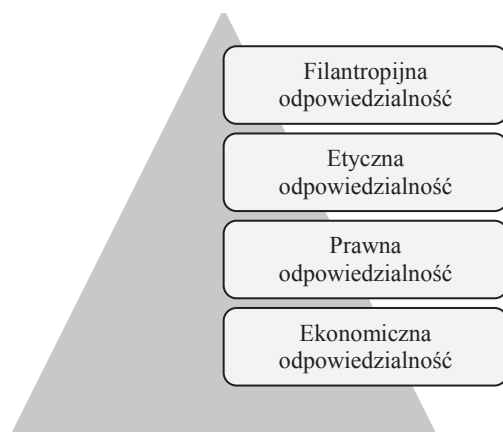 Filantropijna
odpowiedzialność
Etyczna
odpowiedzialność
Prawna
odpowiedzialność
Ekonomiczna
odpowiedzialność